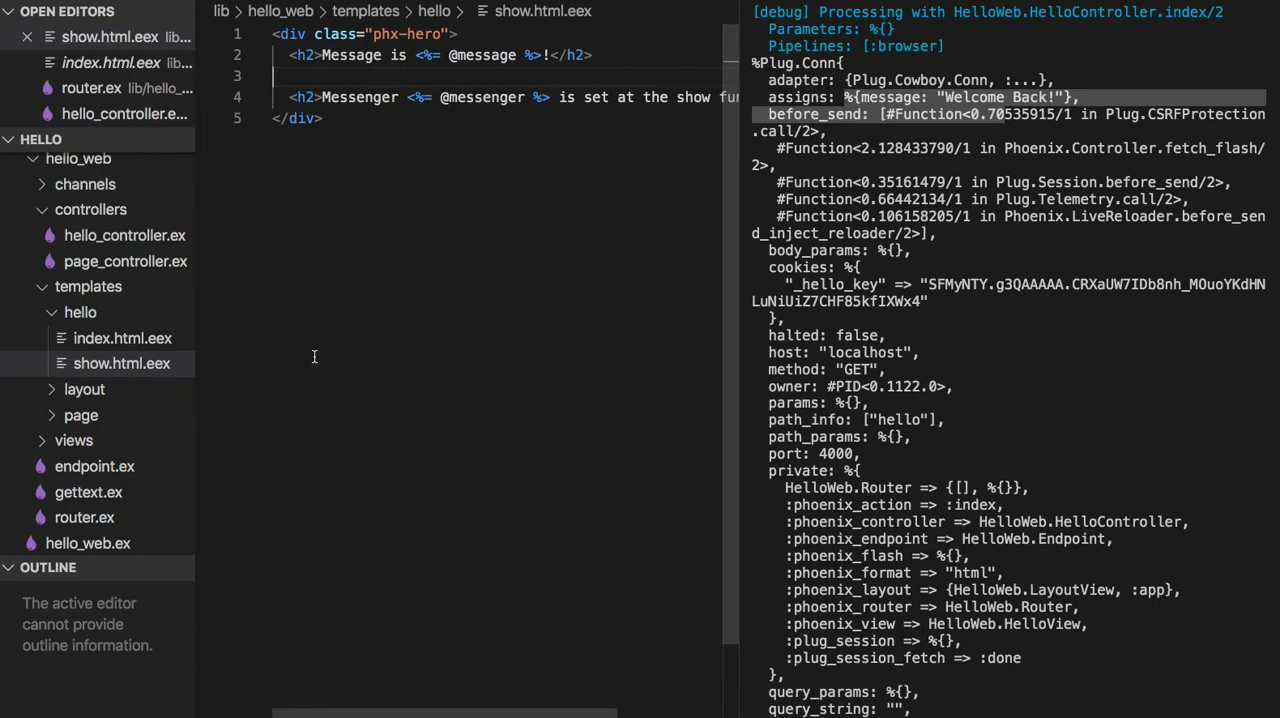 OPEN EDITORS
show.html.eex lib...
index.html.eex lib...
router.ex lib/hello_...
hello_controller.e...
HELLO
hello_web
channels
controllers
hello_controller.ex
page_controller.ex
templates
hello
index.html.eex
show.html.eex
layout
page
views
endpoint.ex
gettext.ex
router.ex
hello_web.ex
OUTLINE
The active editor
cannot provide
outline information.
lib > hello_web > templates > hello > show.html.eex
1 <div class="phx-hero">
2 <h2>Message is <%= @message %>!</h2>
3
4 <h2>Messenger <%= @messenger %> is set at the show fu
5 </div>
[debug] Processing with HelloWeb.HelloController.index/2
Parameters: %{}
Pipelines: [:browser]
%Plug.Conn{
adapter: {Plug.Cowboy.Conn, :...},
assigns: %{message: "Welcome Back!"},
before_send: [#Function<0.70535915/1 in Plug.CSRFProtection
.call/2>,
#Function<2.128433790/1 in Phoenix.Controller.fetch_flash/
2>,
#Function<0.35161479/1 in Plug.Session.before_send/2>,
#Function<0.66442134/1 in Plug.Telemetry.call/2>,
#Function<0.106158205/1 in Phoenix.LiveReloader.before_sen
d_inject_reloader/2>],
body_params: %{},
cookies: %{
"_hello_key" => "SFMyNTY.g3QAAAAA.CRXaUW7IDb8nh_MOuoYKdHN
LuNiUiZ7CHF85kfIXWx4"
},
halted: false,
host: "localhost",
method: "GET",
owner: #PID<0.1122.0>,
params: %{},
path_info: ["hello"],
path_params: %{},
port: 4000,
private: %{
HelloWeb.Router => {[], %{}},
:phoenix_action => :index,
:phoenix_controller => HelloWeb.HelloController,
:phoenix_endpoint => HelloWeb.Endpoint,
:phoenix_flash => %{},
:phoenix_format => "html",
:phoenix_layout => {HelloWeb.LayoutView, :app},
:phoenix_router => HelloWeb.Router,
:phoenix_view => HelloWeb.HelloView,
:plug_session => %{},
:plug_session_fetch => :done
},
query_params: %{},
query_string: "",